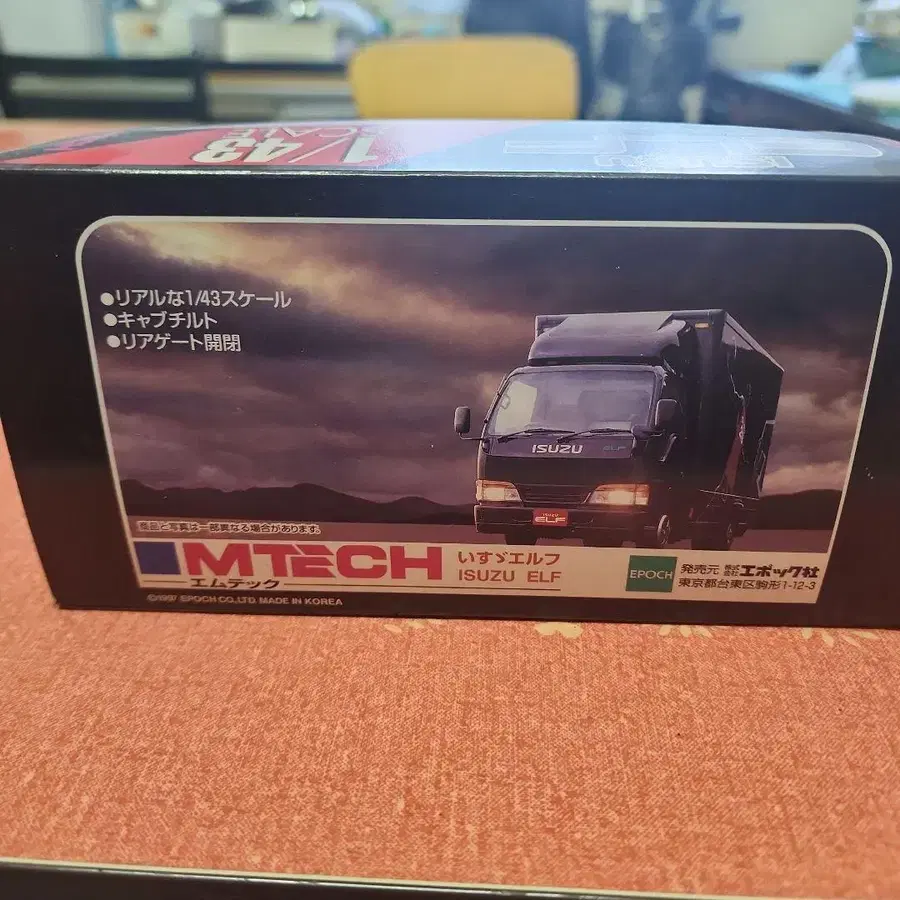 1/43
SCALE
ISUZU
●リアルな1/43スケール
●キャブチルト
●リアゲート開閉
ISUZU ELF
ISUZU
ELF
商品と写真は一部異なる場合があります。
MTECH
エムテック
いすゞエルフ
ISUZU ELF
EPOCH
発売元 株式会社エポック社
東京都台東区駒形1-12-3
©1997 EPOCH CO.,LTD. MADE IN KOREA